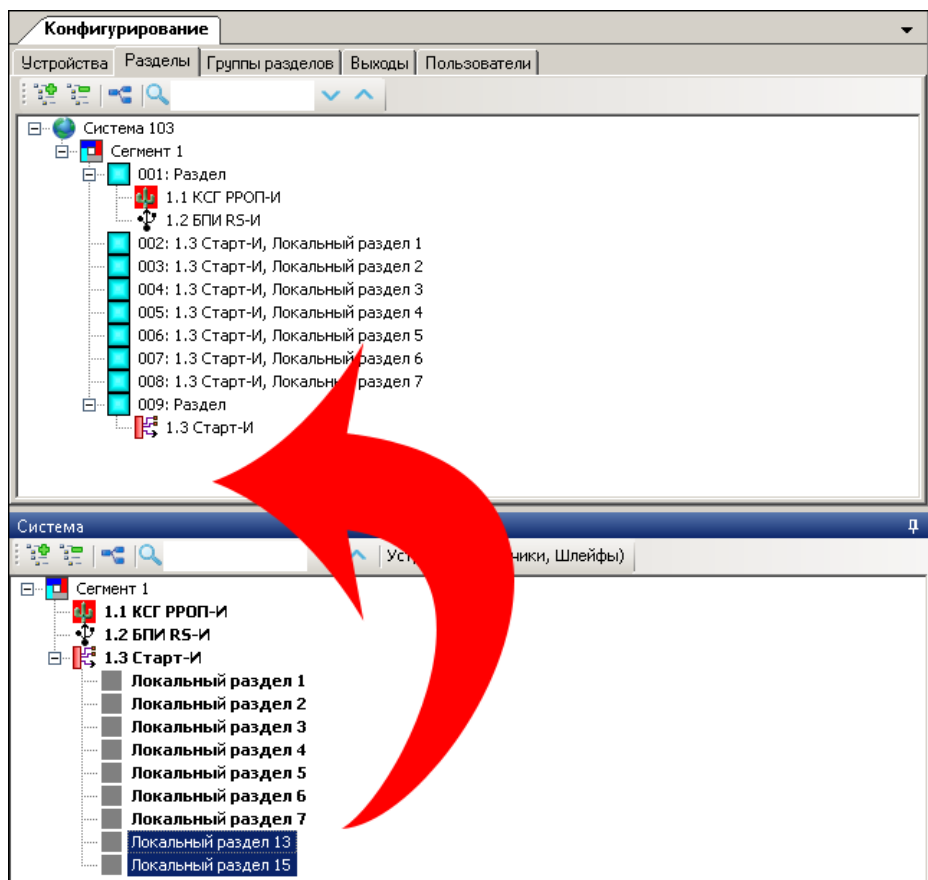 Конфигурирование
Устройства Разделы Группы разделов Выходы Пользователи
Система 103
Сегмент 1
001: Раздел
1.1 КСГ РРОП-И
1.2 БПИ RS-И
002: 1.3 Старт-И, Локальный раздел 1
003: 1.3 Старт-И, Локальный раздел 2
004: 1.3 Старт-И, Локальный раздел 3
005: 1.3 Старт-И, Локальный раздел 4
006: 1.3 Старт-И, Локальный раздел 5
007: 1.3 Старт-И, Локальный раздел 6
008: 1.3 Старт-И, Локальный раздел 7
009: Раздел
1.3 Старт-И
Система
Шлейфы)
Сегмент 1
1.1 КСГ РРОП-И
1.2 БПИ RS-И
1.3 Старт-И
Локальный раздел 1
Локальный раздел 2
Локальный раздел 3
Локальный раздел 4
Локальный раздел 5
Локальный раздел 6
Локальный раздел 7
Локальный раздел 13
Локальный раздел 15